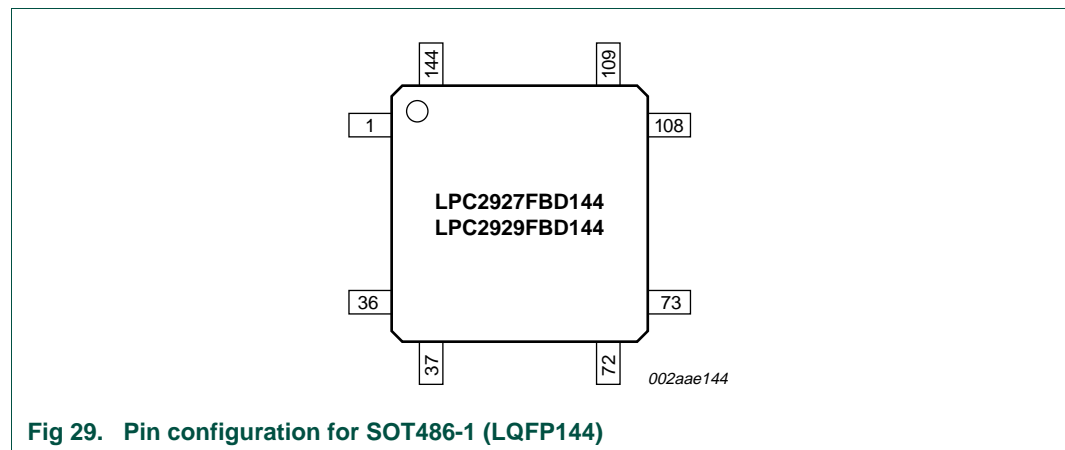 144 109
1 108
LPC2927FBD144
LPC2929FBD144
36 73
37 72
002aae144
Fig 29. Pin configuration for SOT486-1 (LQFP144)